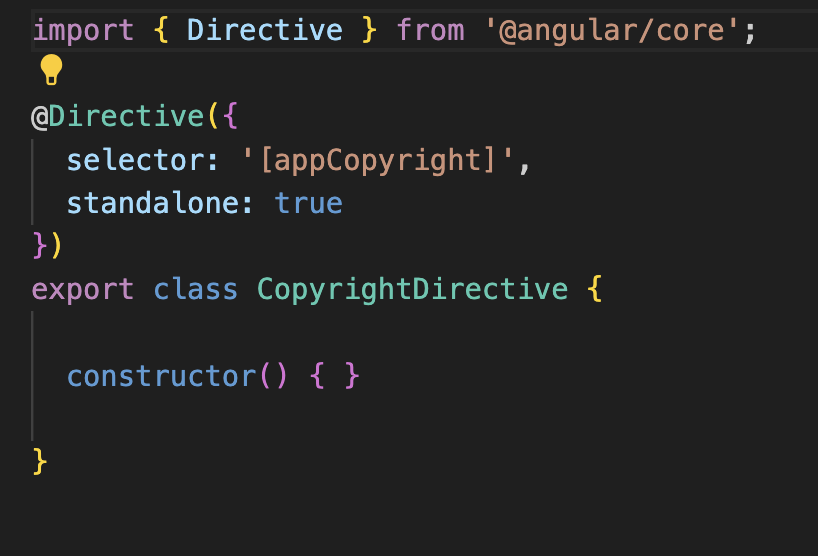 import { Directive } from '@angular/core';
@Directive({
  selector: '[appCopyright]',
  standalone: true
})
export class CopyrightDirective {
  constructor() { }
}